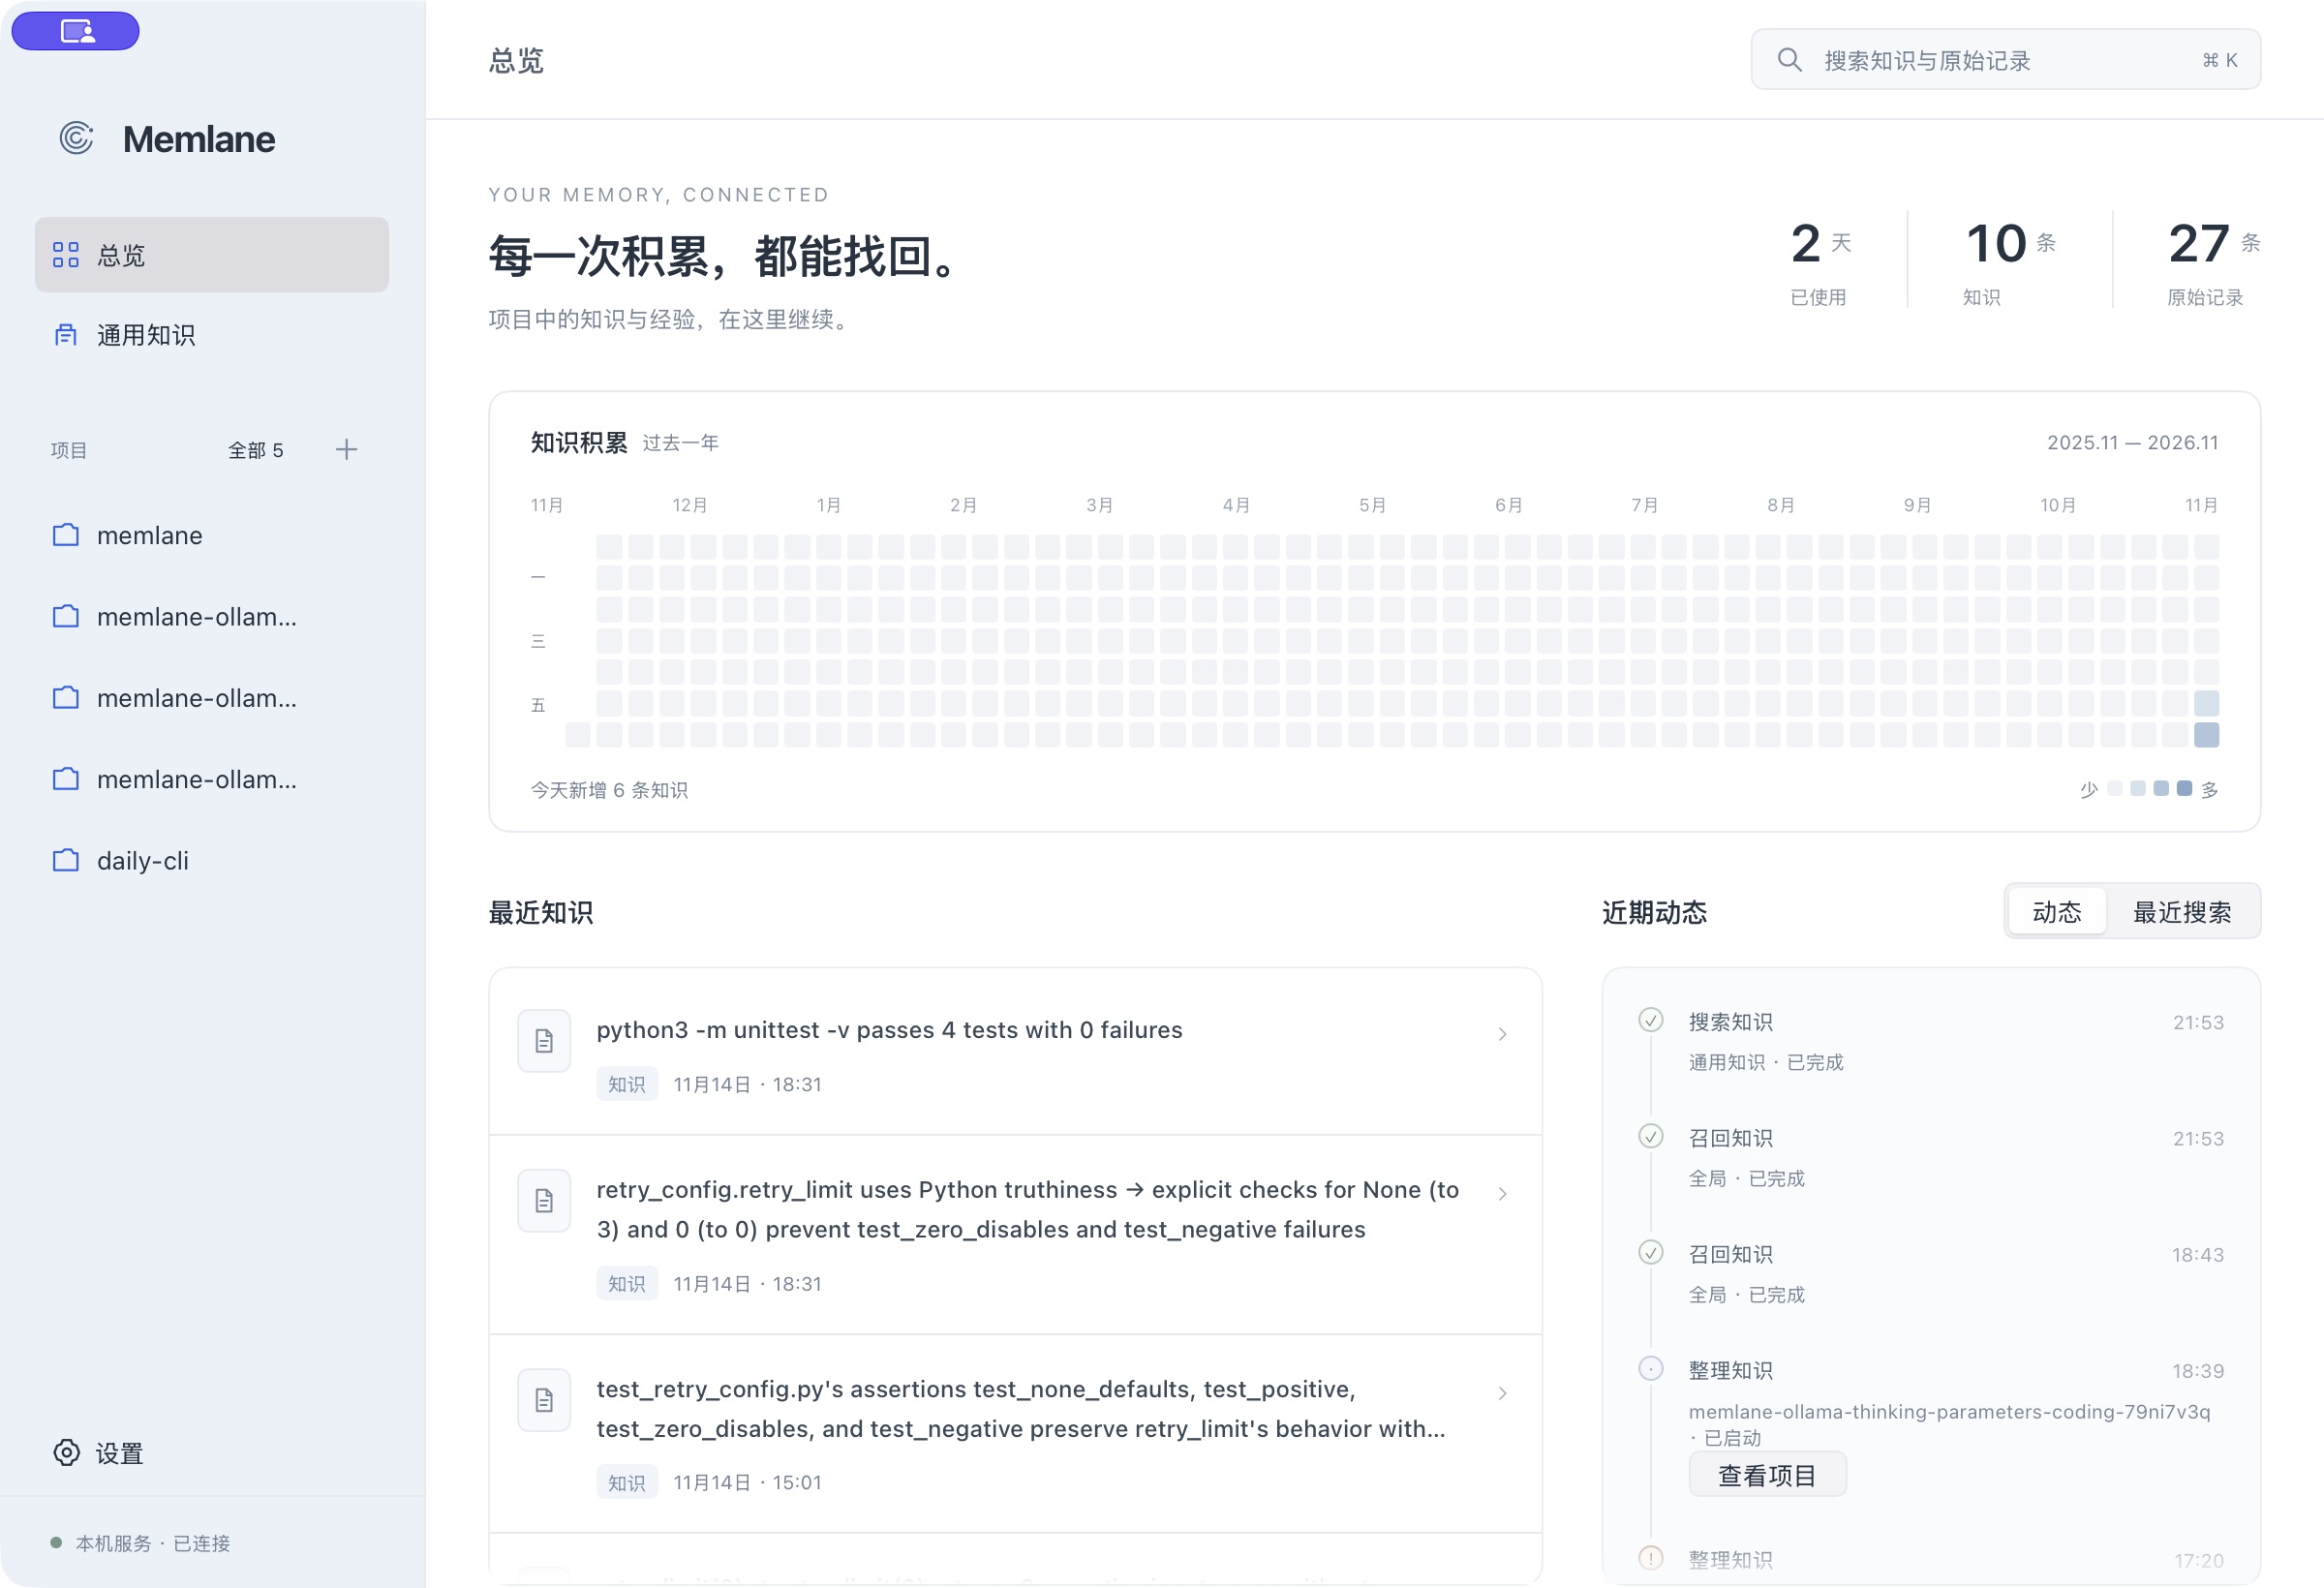 Memlane
总览
通用知识
项目 全部 5
memlane
memlane-ollam...
memlane-ollam...
memlane-ollam...
daily-cli
设置
本机服务 · 已连接
总览
搜索知识与原始记录 ⌘ K
YOUR MEMORY, CONNECTED
每一次积累，都能找回。
项目中的知识与经验，在这里继续。
2 天
已使用
10 条
知识
27 条
原始记录
知识积累 过去一年
2025.11 — 2026.11
11月 12月 1月 2月 3月 4月 5月 6月 7月 8月 9月 10月 11月
一
三
五
今天新增 6 条知识
少 多
最近知识
python3 -m unittest -v passes 4 tests with 0 failures
知识 11月14日 · 18:31
retry_config.retry_limit uses Python truthiness → explicit checks for None (to
3) and 0 (to 0) prevent test_zero_disables and test_negative failures
知识 11月14日 · 18:31
test_retry_config.py's assertions test_none_defaults, test_positive,
test_zero_disables, and test_negative preserve retry_limit's behavior with...
知识 11月14日 · 15:01
近期动态
动态 最近搜索
搜索知识 21:53
通用知识 · 已完成
召回知识 21:53
全局 · 已完成
召回知识 18:43
全局 · 已完成
整理知识 18:39
memlane-ollama-thinking-parameters-coding-79ni7v3q
· 已启动
查看项目
整理知识 17:20